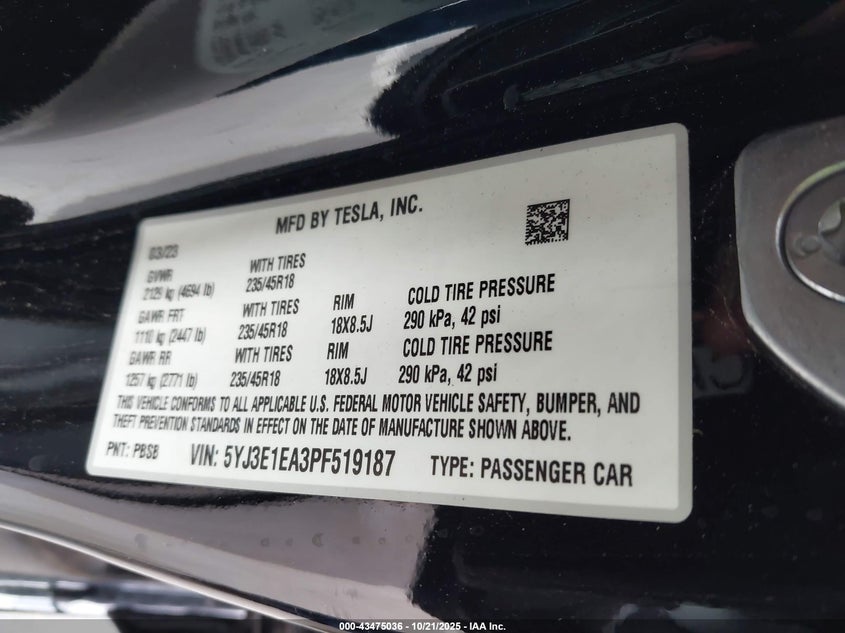 MFD BY TESLA, INC.
03/23
GVWR WITH TIRES
2129 kg (4694 lb) 235/45R18
GAWR FRT WITH TIRES RIM COLD TIRE PRESSURE
1110 kg (2447 lb) 235/45R18 18X8.5J 290 kPa, 42 psi
GAWR RR WITH TIRES RIM COLD TIRE PRESSURE
1257 kg (2771 lb) 235/45R18 18X8.5J 290 kPa, 42 psi
THIS VEHICLE CONFORMS TO ALL APPLICABLE U.S. FEDERAL MOTOR VEHICLE SAFETY, BUMPER, AND
THEFT PREVENTION STANDARDS IN EFFECT ON THE DATE OF MANUFACTURE SHOWN ABOVE.
PNT: PBSB VIN: 5YJ3E1EA3PF519187 TYPE: PASSENGER CAR
000-43475036 - 10/21/2025 - IAA Inc.